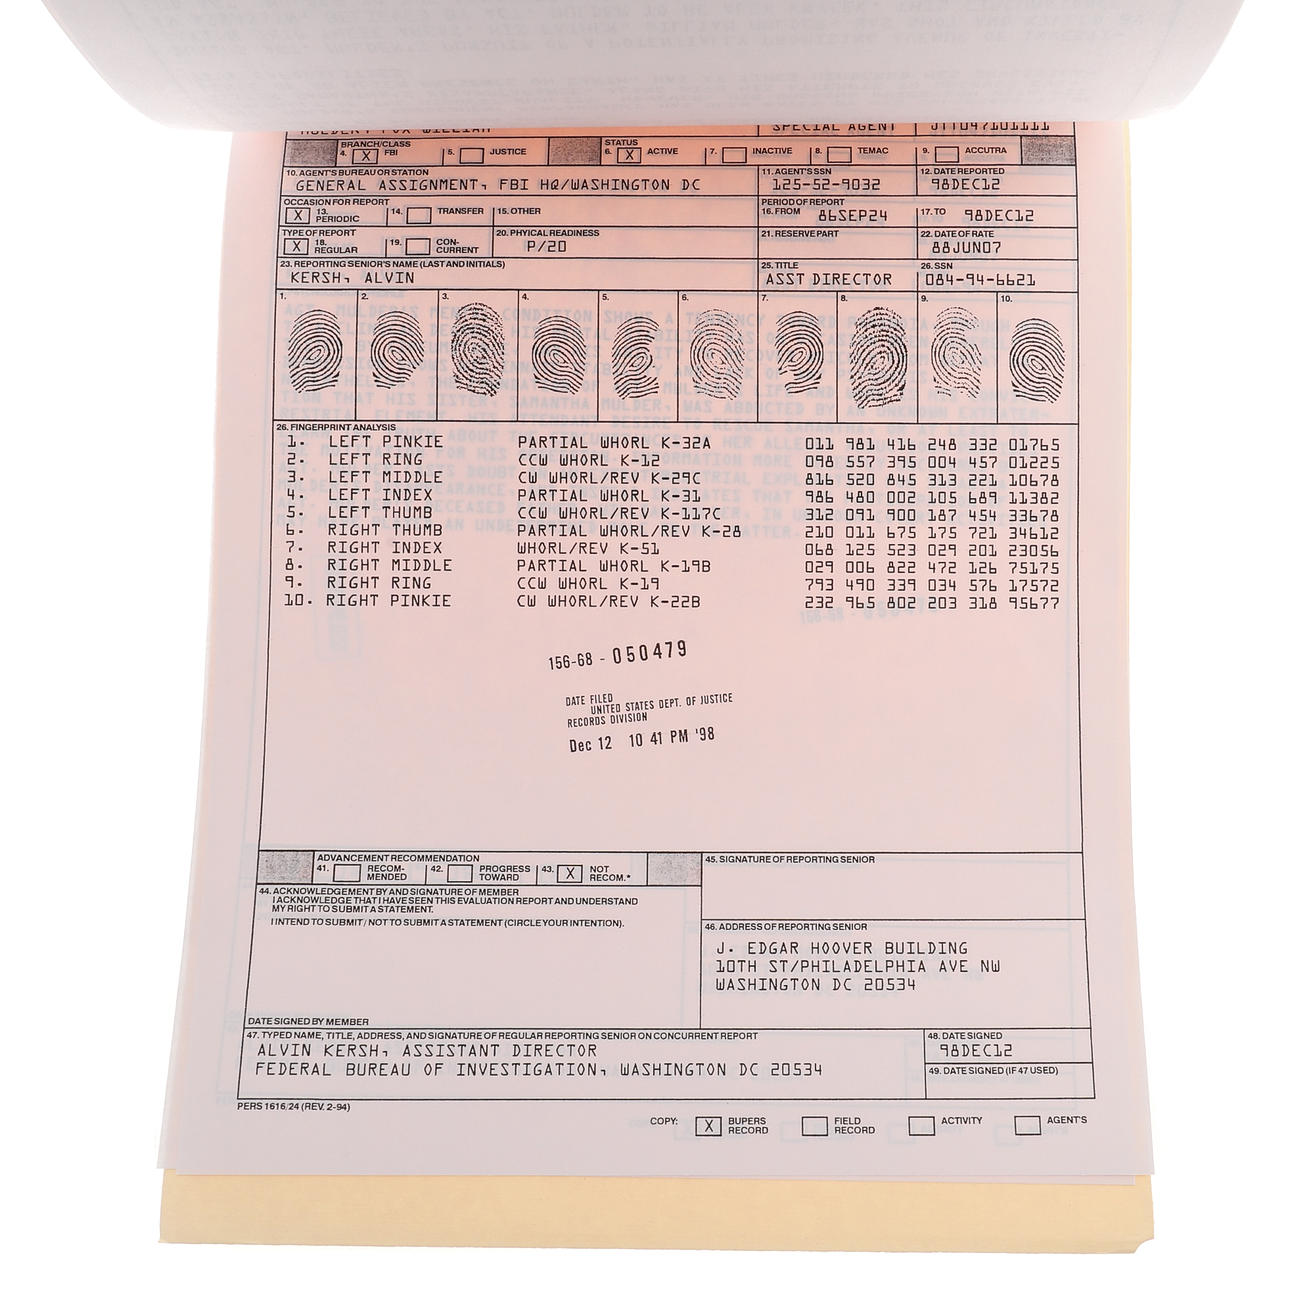 MULDER, FOX WILLIAM SPECIAL AGENT JTT047101111
BRANCH/CLASS STATUS
4. X FBI 5. JUSTICE 6. X ACTIVE 7. INACTIVE 8. TEMAC 9. ACCUTRA
10. AGENT'S BUREAU OR STATION 11. AGENT'S SSN 12. DATE REPORTED
GENERAL ASSIGNMENT, FBI HQ/WASHINGTON DC 125-52-9032 98DEC12
OCCASION FOR REPORT PERIOD OF REPORT
X 13. PERIODIC 14. TRANSFER 15. OTHER 16. FROM 86SEP24 17. TO 98DEC12
TYPE OF REPORT 20. PHYICAL READINESS 21. RESERVE PART 22. DATE OF RATE
X 18. REGULAR 19. CON-CURRENT P/20 88JUN07
23. REPORTING SENIOR'S NAME (LAST AND INITIALS) 25. TITLE 26. SSN
KERSH, ALVIN ASST DIRECTOR 084-94-6621
1. 2. 3. 4. 5. 6. 7. 8. 9. 10.
26. FINGERPRINT ANALYSIS
1. LEFT PINKIE PARTIAL WHORL K-32A 011 981 416 248 332 01765
2. LEFT RING CCW WHORL K-12 098 557 395 004 457 01225
3. LEFT MIDDLE CW WHORL/REV K-29C 816 520 845 313 221 10678
4. LEFT INDEX PARTIAL WHORL K-31 986 480 002 105 689 11382
5. LEFT THUMB CCW WHORL/REV K-117C 312 091 900 187 454 33678
6. RIGHT THUMB PARTIAL WHORL/REV K-28 210 011 675 175 721 34612
7. RIGHT INDEX WHORL/REV K-51 068 125 523 029 201 23056
8. RIGHT MIDDLE PARTIAL WHORL K-19B 029 006 822 472 126 75175
9. RIGHT RING CCW WHORL K-19 793 490 339 034 576 17572
10. RIGHT PINKIE CW WHORL/REV K-22B 232 965 802 203 318 95677
156-68 - 050479
DATE FILED
UNITED STATES DEPT. OF JUSTICE
RECORDS DIVISION
Dec 12 10 41 PM '98
ADVANCEMENT RECOMMENDATION
41. RECOM-MENDED 42. PROGRESS TOWARD 43. X NOT RECOM.*
44. ACKNOWLEDGEMENT BY AND SIGNATURE OF MEMBER
I ACKNOWLEDGE THAT I HAVE SEEN THIS EVALUATION REPORT AND UNDERSTAND
MY RIGHT TO SUBMIT A STATEMENT.
I INTEND TO SUBMIT / NOT TO SUBMIT A STATEMENT (CIRCLE YOUR INTENTION).
DATE SIGNED BY MEMBER
45. SIGNATURE OF REPORTING SENIOR
46. ADDRESS OF REPORTING SENIOR
J. EDGAR HOOVER BUILDING
10TH ST/PHILADELPHIA AVE NW
WASHINGTON DC 20534
47. TYPED NAME, TITLE, ADDRESS, AND SIGNATURE OF REGULAR REPORTING SENIOR ON CONCURRENT REPORT
ALVIN KERSH, ASSISTANT DIRECTOR
FEDERAL BUREAU OF INVESTIGATION, WASHINGTON DC 20534
48. DATE SIGNED
98DEC12
49. DATE SIGNED (IF 47 USED)
PERS 1616/24 (REV. 2-94)
COPY: X BUPERS RECORD FIELD RECORD ACTIVITY AGENT'S